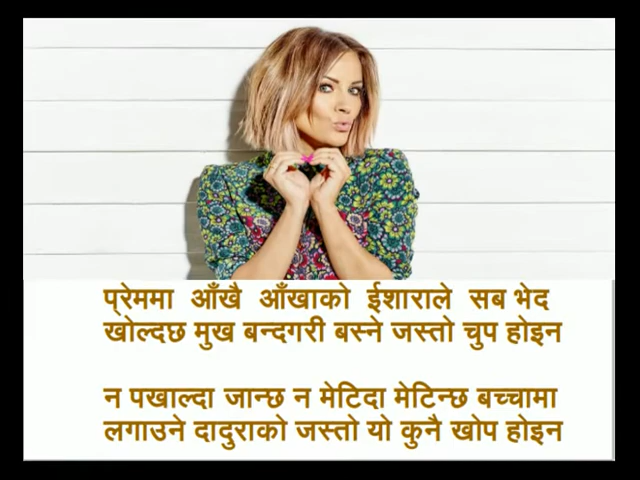 प्रेममा आँखै आँखाको ईशाराले सब भेद
खोल्दछ मुख बन्दगरी बस्ने जस्तो चुप होइन
न पखाल्दा जान्छ न मेटिदा मेटिन्छ बच्चामा
लगाउने दादुराको जस्तो यो कुनै खोप होइन